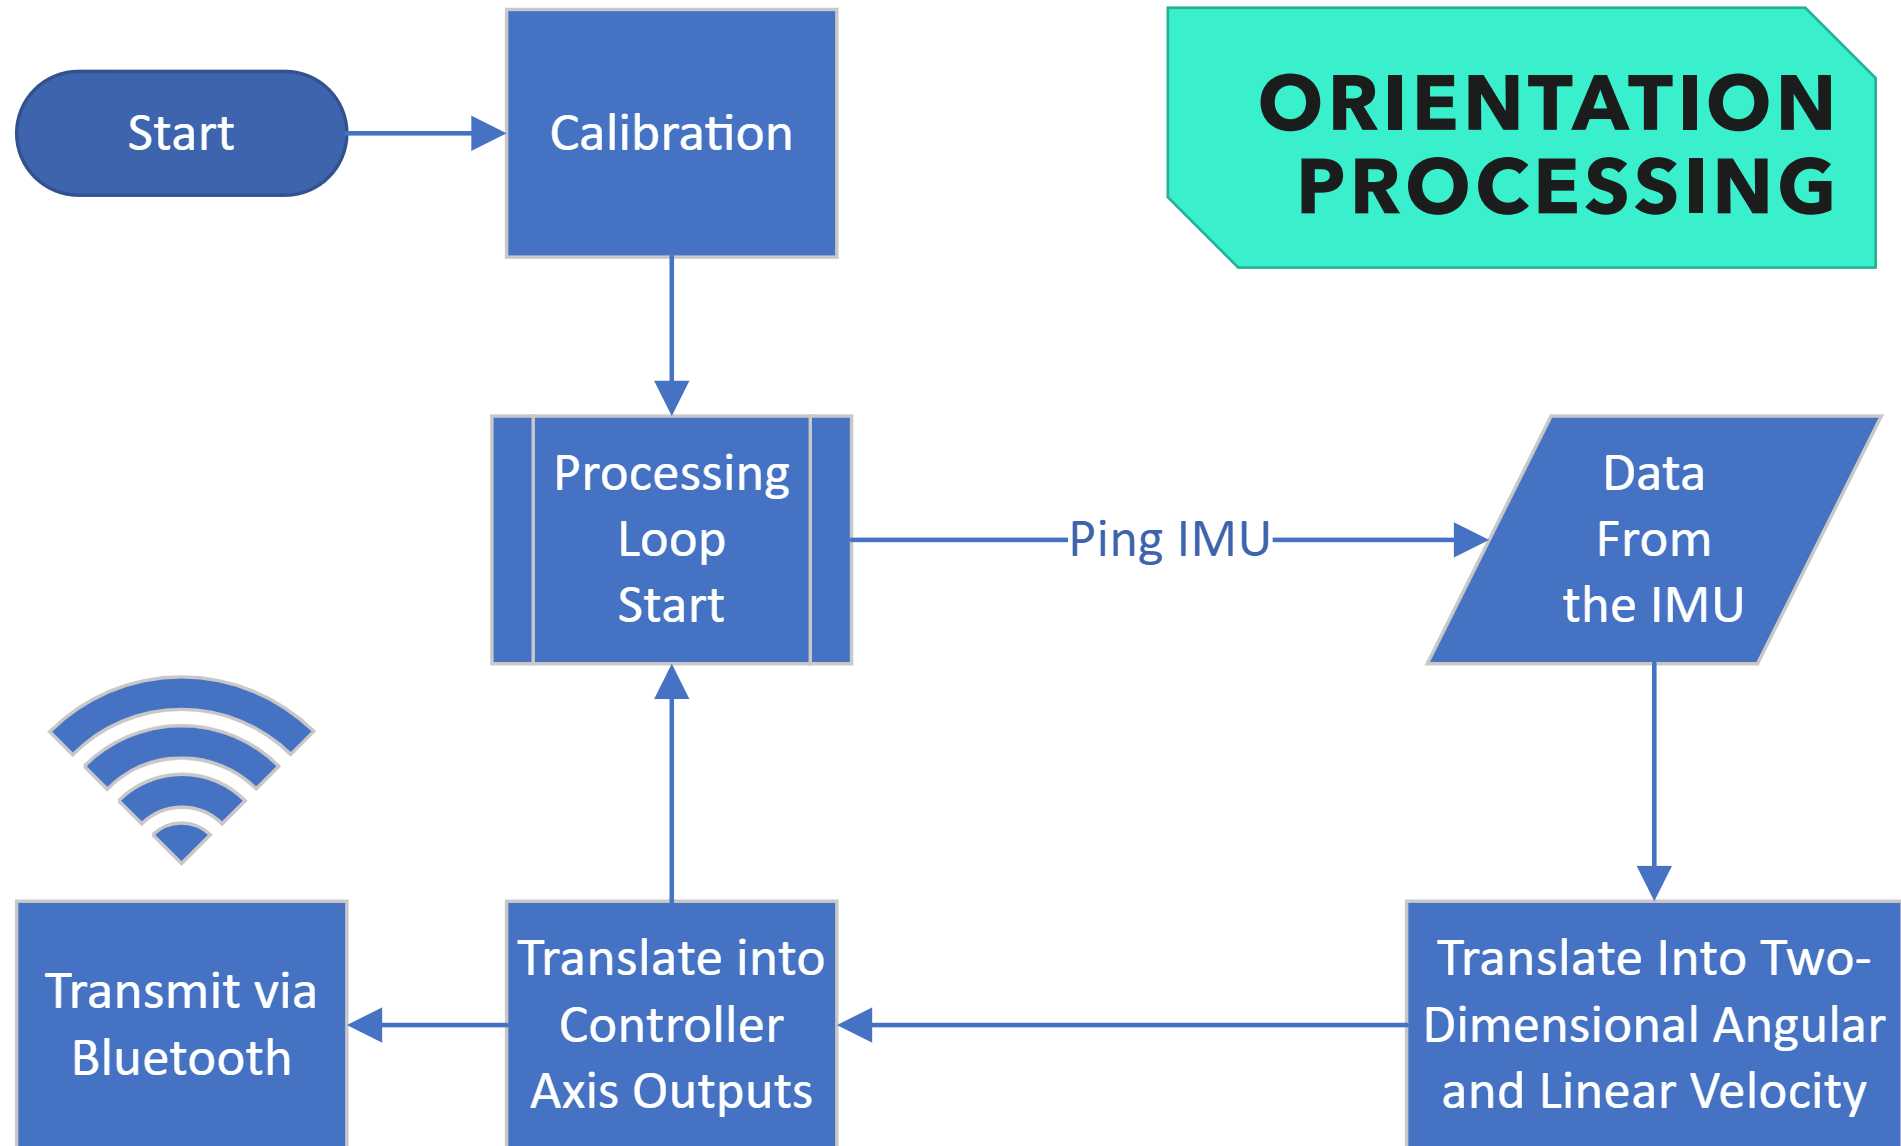 Start
Calibration
ORIENTATION
PROCESSING
Processing
Loop
Start
Ping IMU
Data
From
the IMU
Transmit via
Bluetooth
Translate into
Controller
Axis Outputs
Translate Into Two-
Dimensional Angular
and Linear Velocity